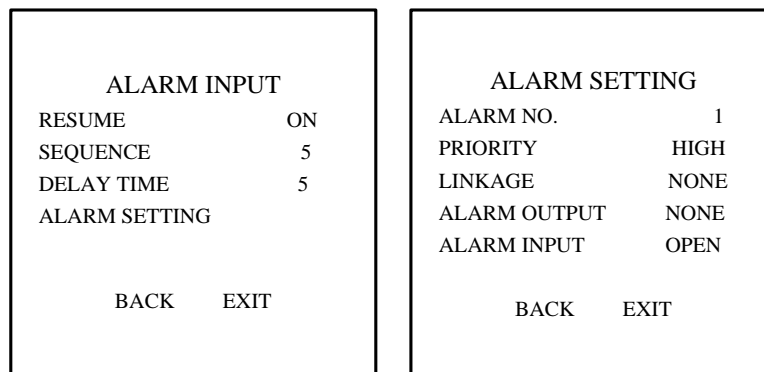 ALARM INPUT
RESUME ON
SEQUENCE 5
DELAY TIME 5
ALARM SETTING
BACK EXIT
ALARM SETTING
ALARM NO. 1
PRIORITY HIGH
LINKAGE NONE
ALARM OUTPUT NONE
ALARM INPUT OPEN
BACK EXIT